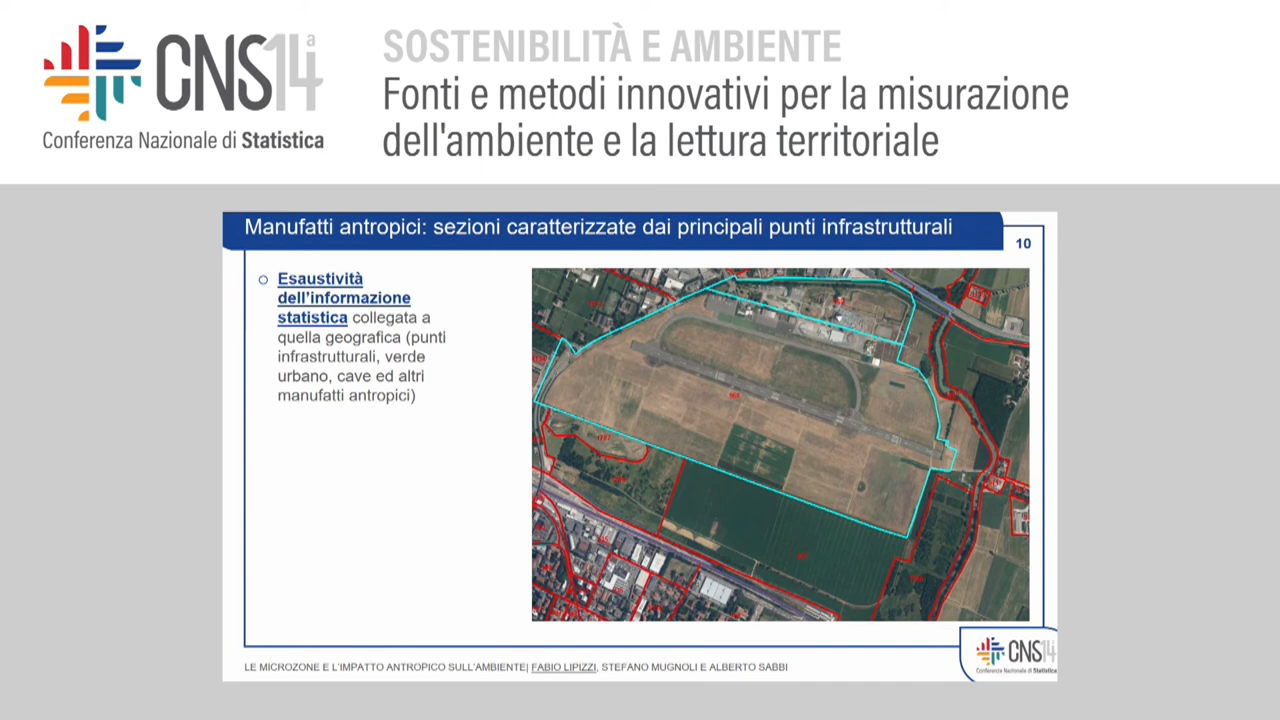 CNS14ª
Conferenza Nazionale di Statistica
SOSTENIBILITÀ E AMBIENTE
Fonti e metodi innovativi per la misurazione
dell'ambiente e la lettura territoriale
Manufatti antropici: sezioni caratterizzate dai principali punti infrastrutturali
10
Esaustività
dell'informazione
statistica collegata a
quella geografica (punti
infrastrutturali, verde
urbano, cave ed altri
manufatti antropici)
LE MICROZONE E L'IMPATTO ANTROPICO SULL'AMBIENTE| FABIO LIPIZZI, STEFANO MUGNOLI E ALBERTO SABBI
CNS14
Conferenza Nazionale di Statistica